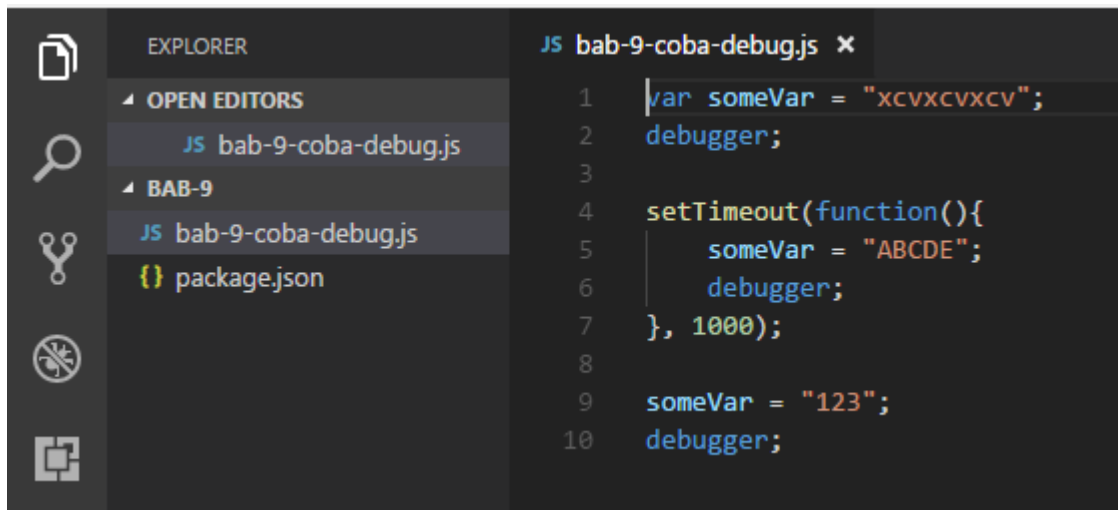 EXPLORER
OPEN EDITORS
JS bab-9-coba-debug.js
BAB-9
JS bab-9-coba-debug.js
{} package.json
JS bab-9-coba-debug.js ×
1 var someVar = "xcvxcvxcv";
2 debugger;
3
4 setTimeout(function(){
5     someVar = "ABCDE";
6     debugger;
7 }, 1000);
8
9 someVar = "123";
10 debugger;